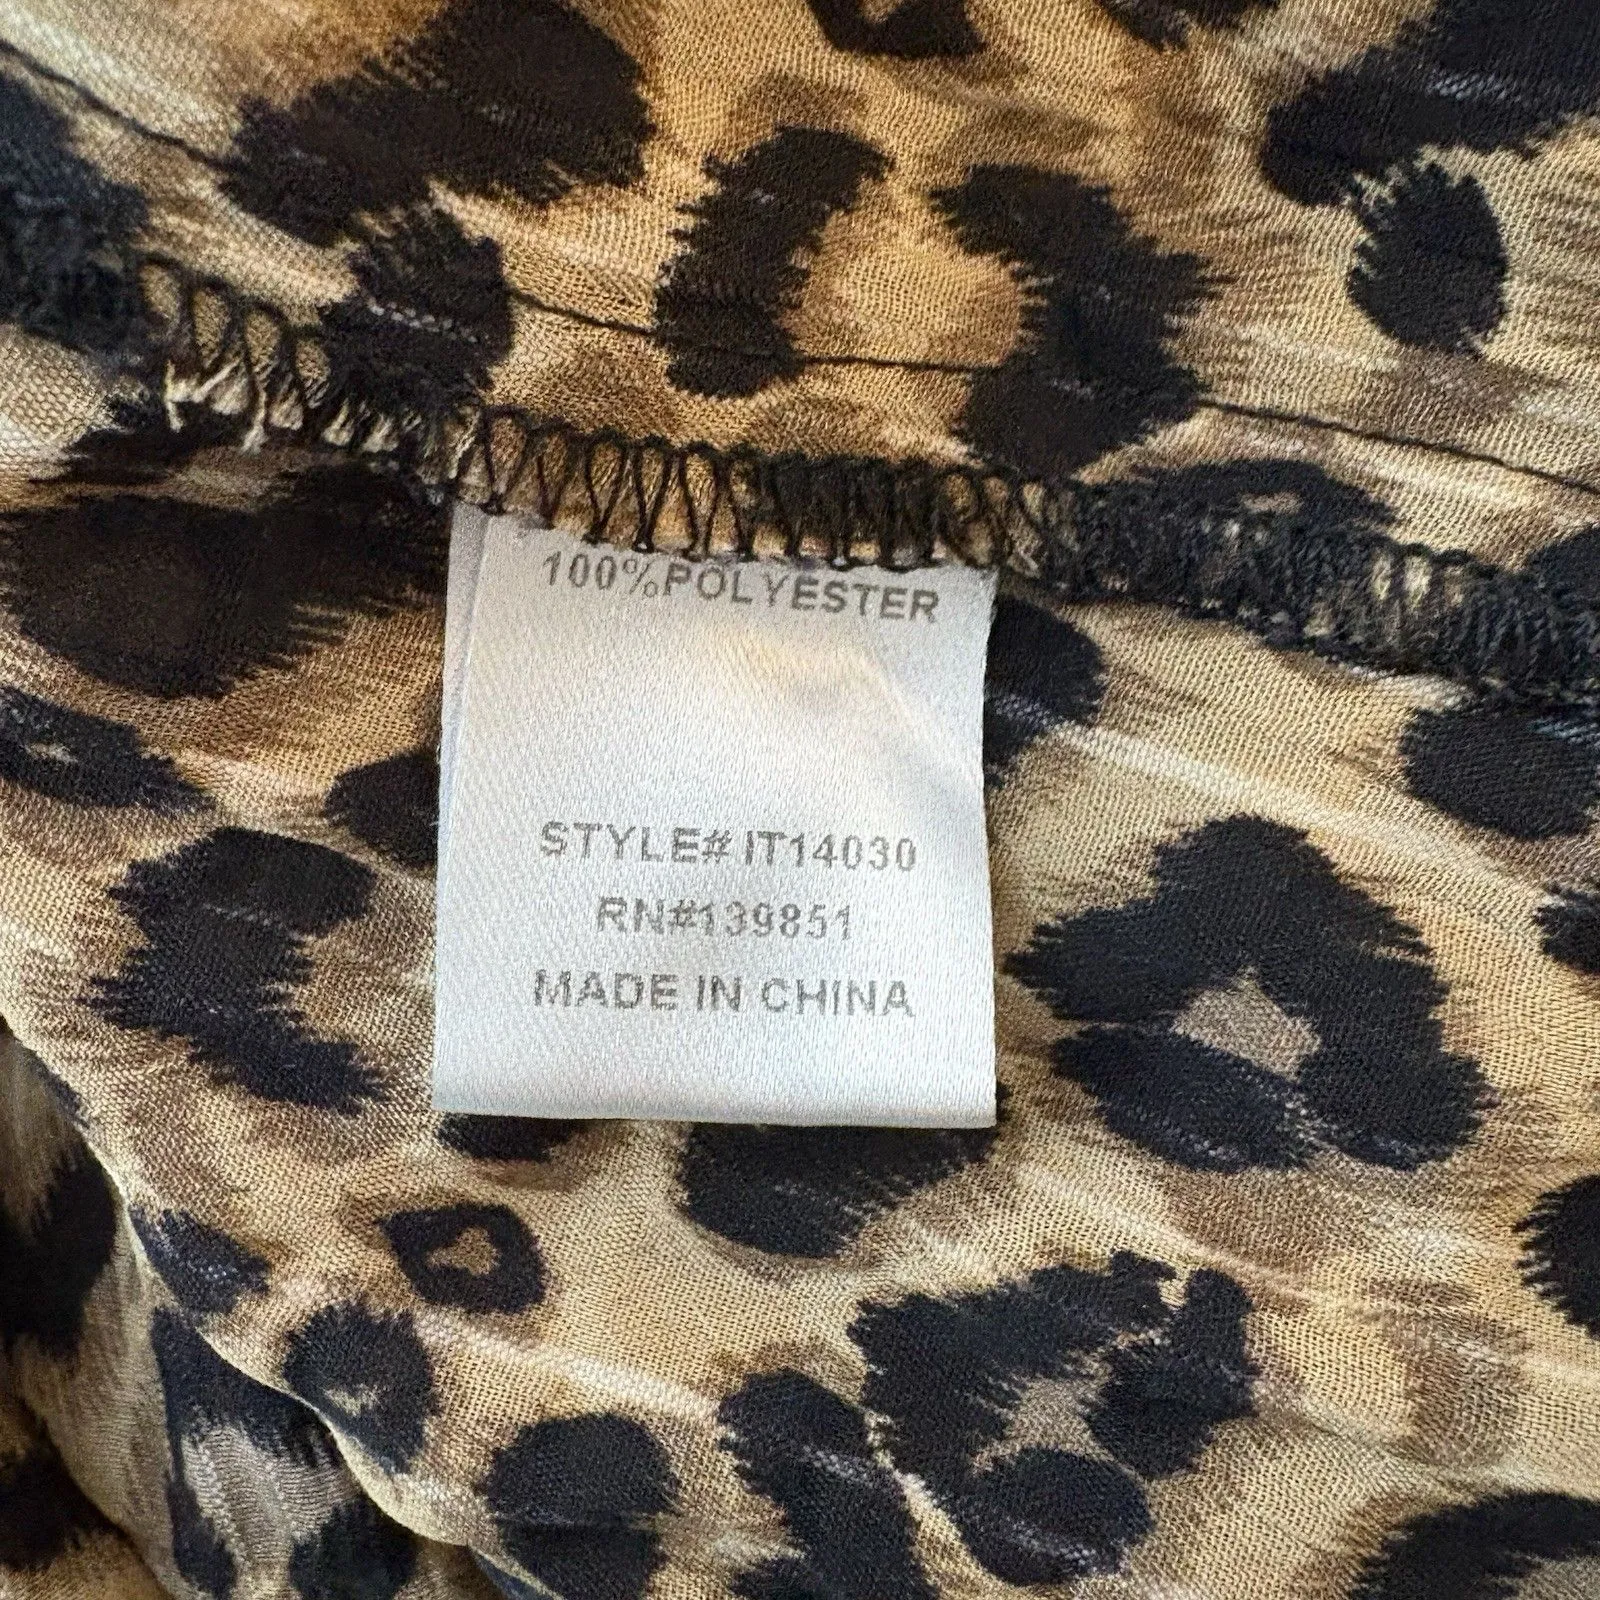 100%POLYESTER
STYLE# IT14030
RN#139851
MADE IN CHINA